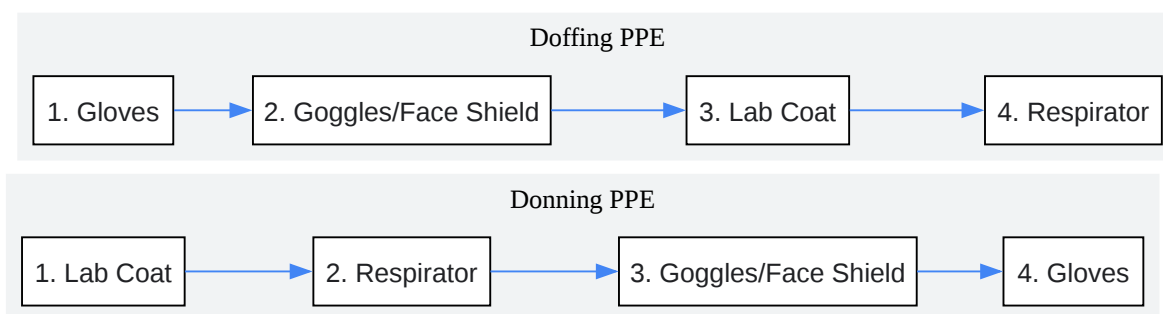 Doffing PPE
1. Gloves
2. Goggles/Face Shield
3. Lab Coat
4. Respirator
Donning PPE
1. Lab Coat
2. Respirator
3. Goggles/Face Shield
4. Gloves